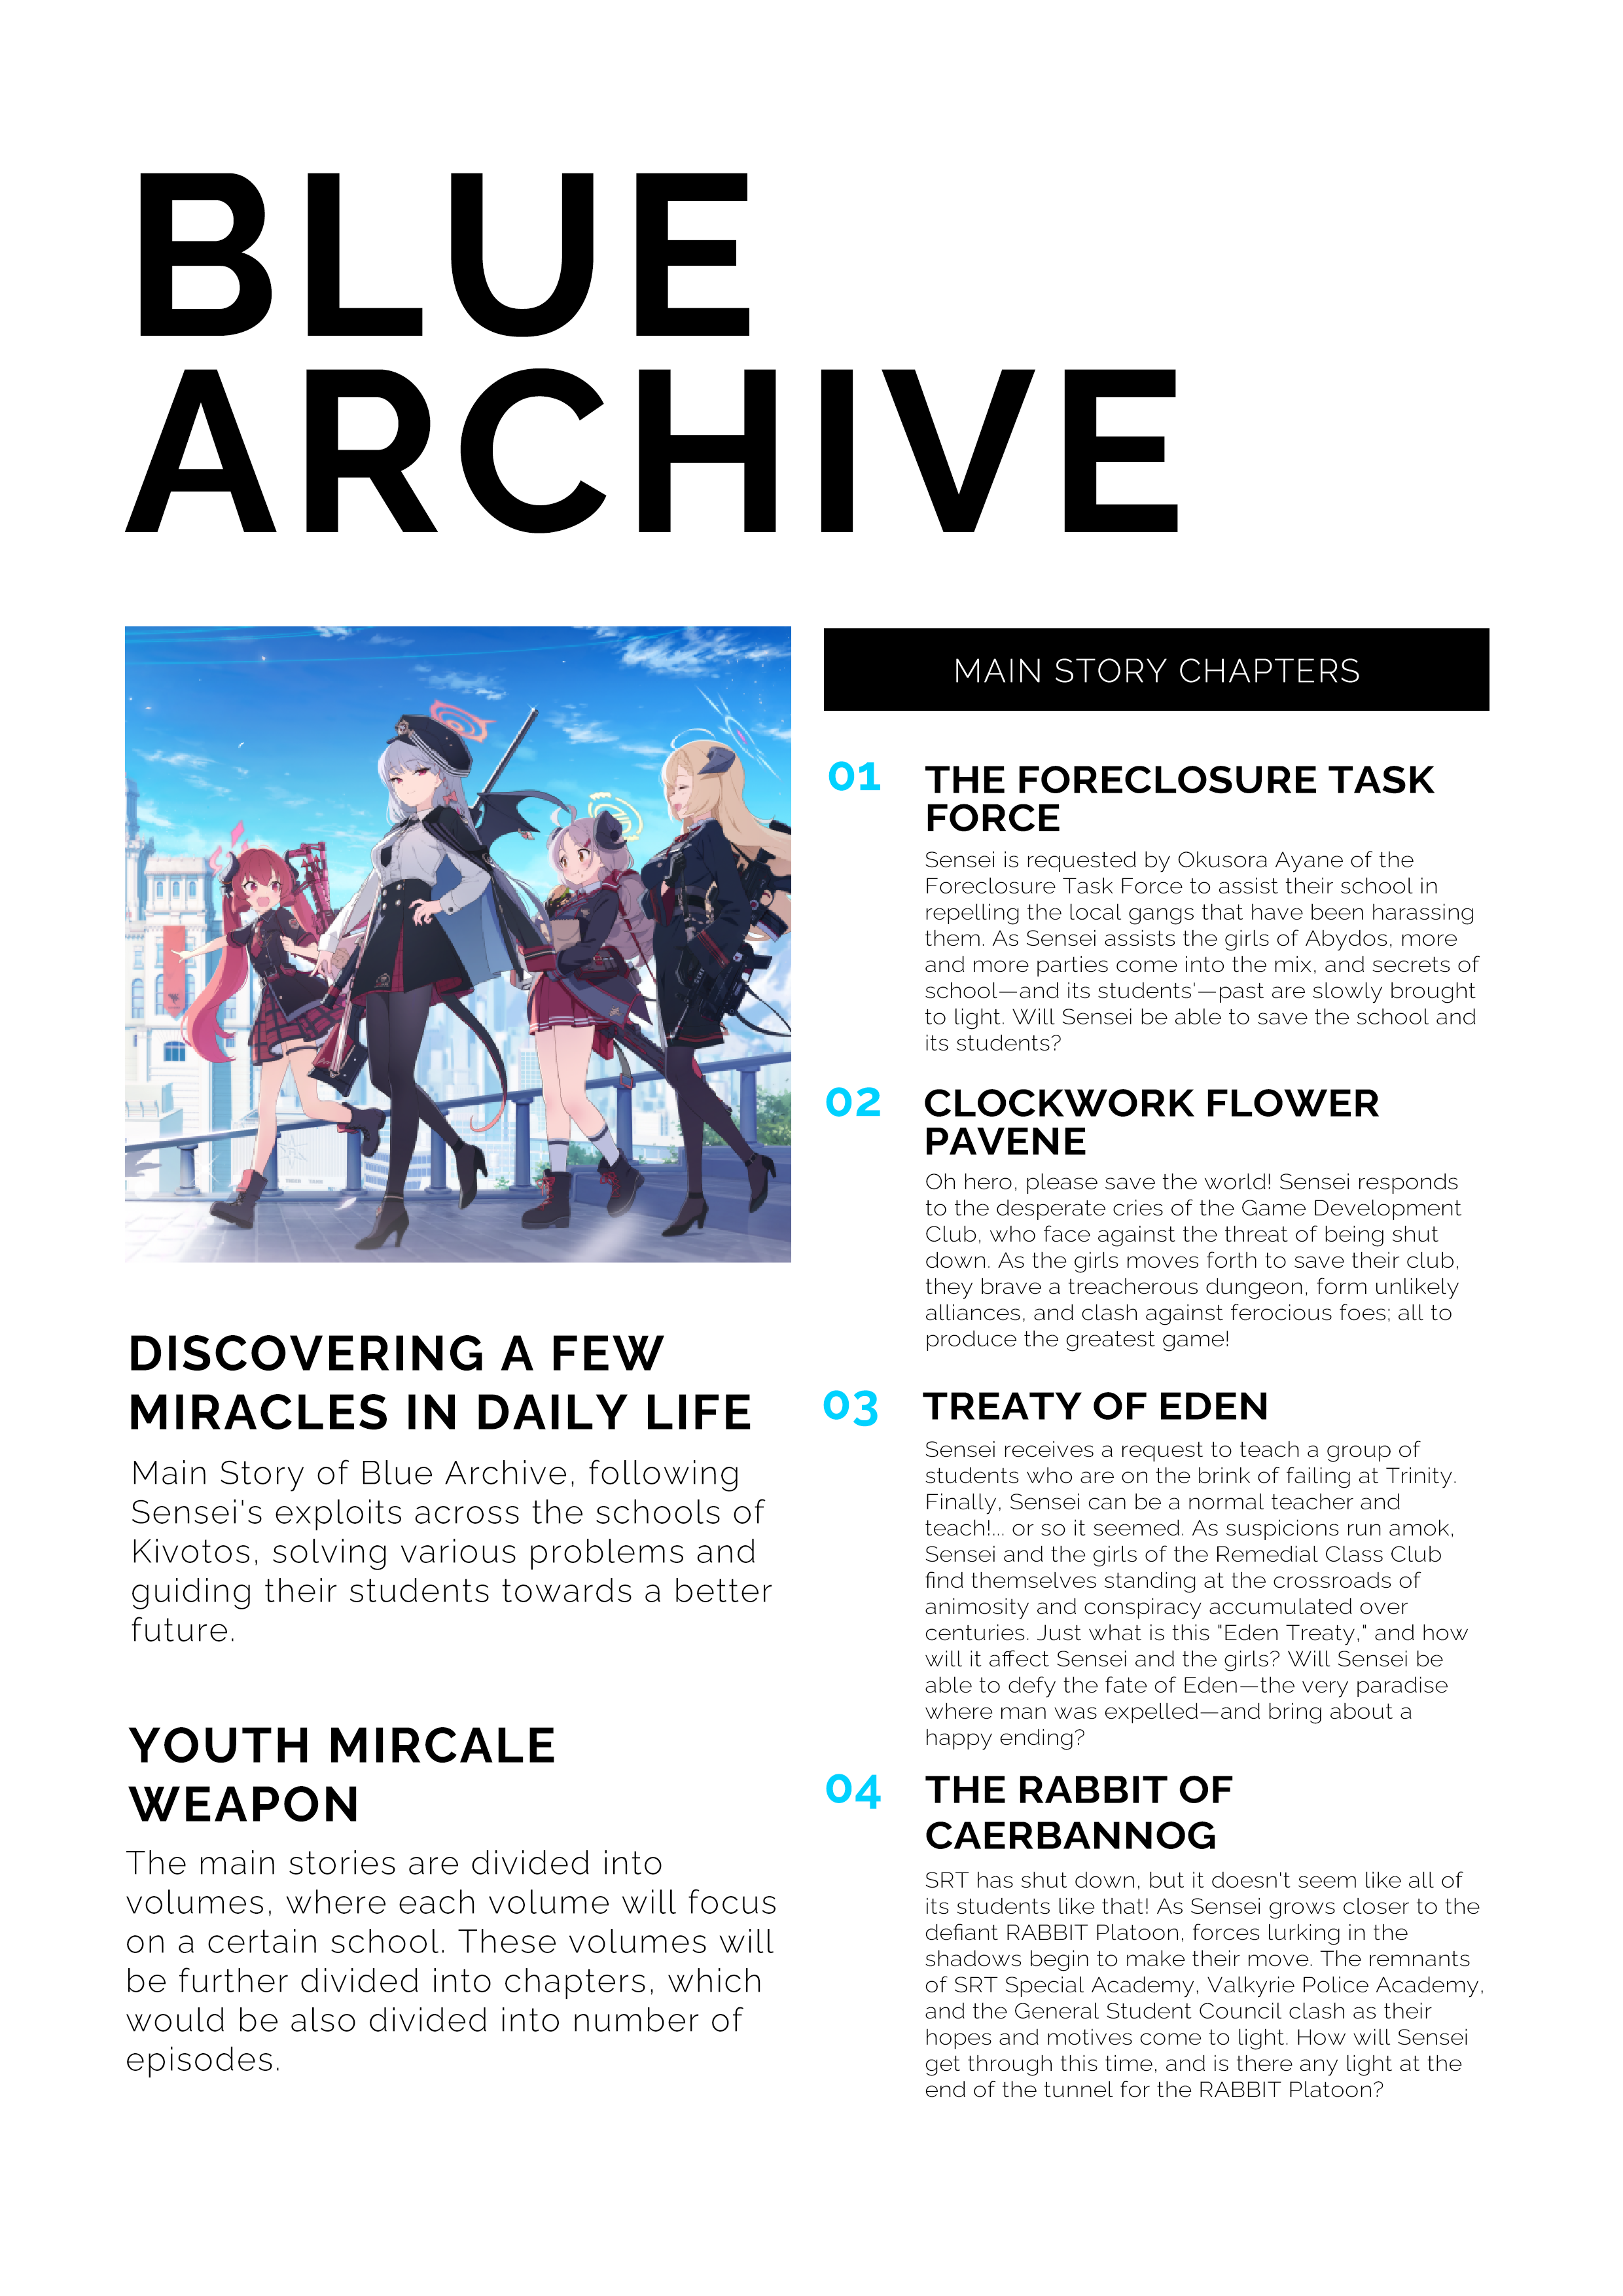 BLUE
ARCHIVE
DISCOVERING A FEW
MIRACLES IN DAILY LIFE
Main Story of Blue Archive, following
Sensei's exploits across the schools of
Kivotos, solving various problems and
guiding their students towards a better
future.
YOUTH MIRCALE
WEAPON
The main stories are divided into
volumes, where each volume will focus
on a certain school. These volumes will
be further divided into chapters, which
would be also divided into number of
episodes.
MAIN STORY CHAPTERS
01 THE FORECLOSURE TASK
FORCE
Sensei is requested by Okusora Ayane of the
Foreclosure Task Force to assist their school in
repelling the local gangs that have been harassing
them. As Sensei assists the girls of Abydos, more
and more parties come into the mix, and secrets of
school—and its students'—past are slowly brought
to light. Will Sensei be able to save the school and
its students?
02 CLOCKWORK FLOWER
PAVENE
Oh hero, please save the world! Sensei responds
to the desperate cries of the Game Development
Club, who face against the threat of being shut
down. As the girls moves forth to save their club,
they brave a treacherous dungeon, form unlikely
alliances, and clash against ferocious foes; all to
produce the greatest game!
03 TREATY OF EDEN
Sensei receives a request to teach a group of
students who are on the brink of failing at Trinity.
Finally, Sensei can be a normal teacher and
teach!... or so it seemed. As suspicions run amok,
Sensei and the girls of the Remedial Class Club
find themselves standing at the crossroads of
animosity and conspiracy accumulated over
centuries. Just what is this "Eden Treaty," and how
will it affect Sensei and the girls? Will Sensei be
able to defy the fate of Eden—the very paradise
where man was expelled—and bring about a
happy ending?
04 THE RABBIT OF
CAERBANNOG
SRT has shut down, but it doesn't seem like all of
its students like that! As Sensei grows closer to the
defiant RABBIT Platoon, forces lurking in the
shadows begin to make their move. The remnants
of SRT Special Academy, Valkyrie Police Academy,
and the General Student Council clash as their
hopes and motives come to light. How will Sensei
get through this time, and is there any light at the
end of the tunnel for the RABBIT Platoon?